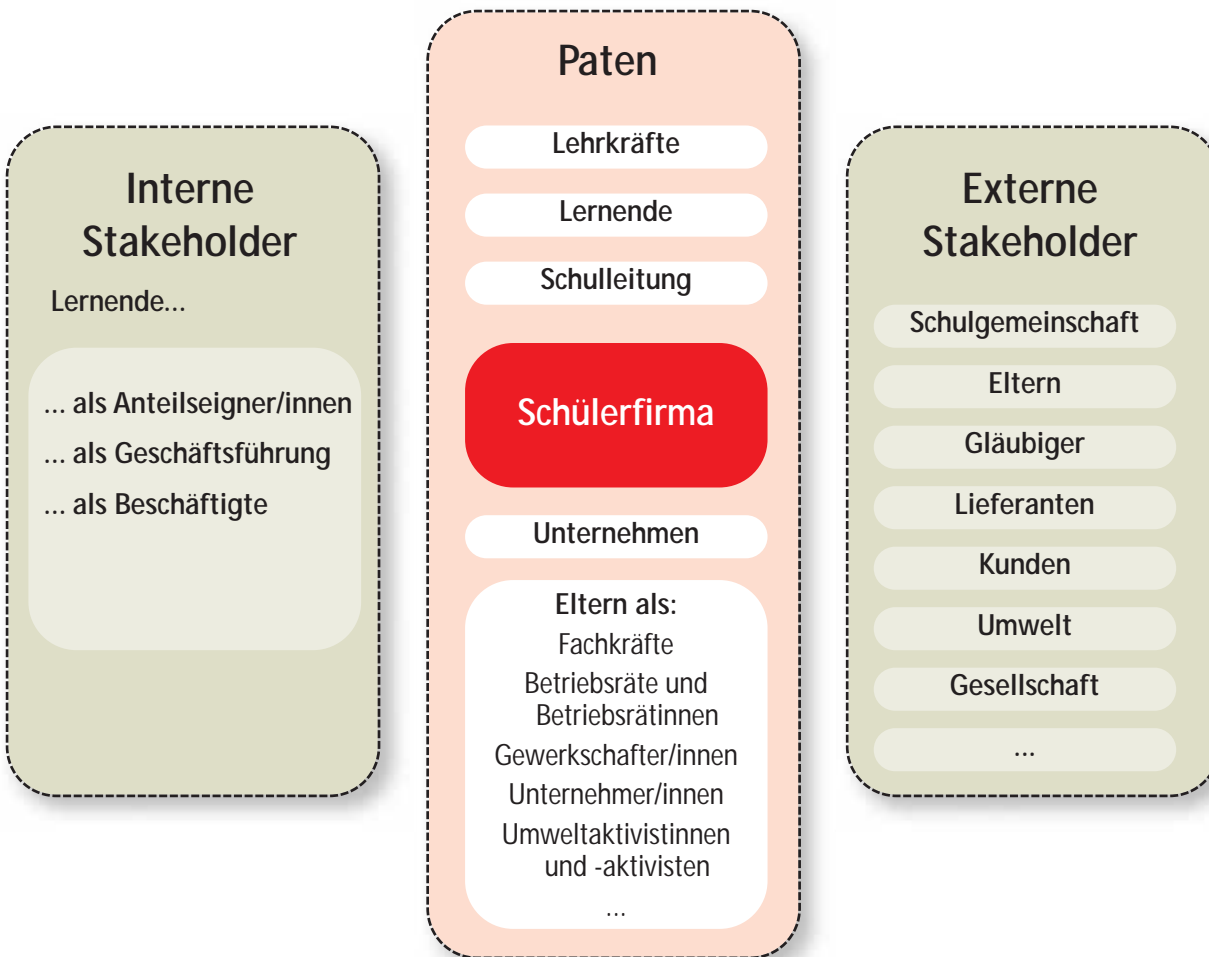 Interne
Stakeholder
Lernende...
... als Anteilseigner/innen
... als Geschäftsführung
... als Beschäftigte
Paten
Lehrkräfte
Lernende
Schulleitung
Schülerfirma
Unternehmen
Eltern als:
Fachkräfte
Betriebsräte und
Betriebsrätinnen
Gewerkschafter/innen
Unternehmer/innen
Umweltaktivistinnen
und -aktivisten
...
Externe
Stakeholder
Schulgemeinschaft
Eltern
Gläubiger
Lieferanten
Kunden
Umwelt
Gesellschaft
...